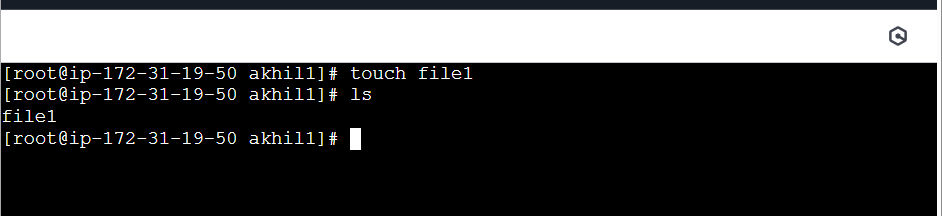 [root@ip-172-31-19-50 akhil1]# touch file1
[root@ip-172-31-19-50 akhil1]# ls
file1
[root@ip-172-31-19-50 akhil1]#